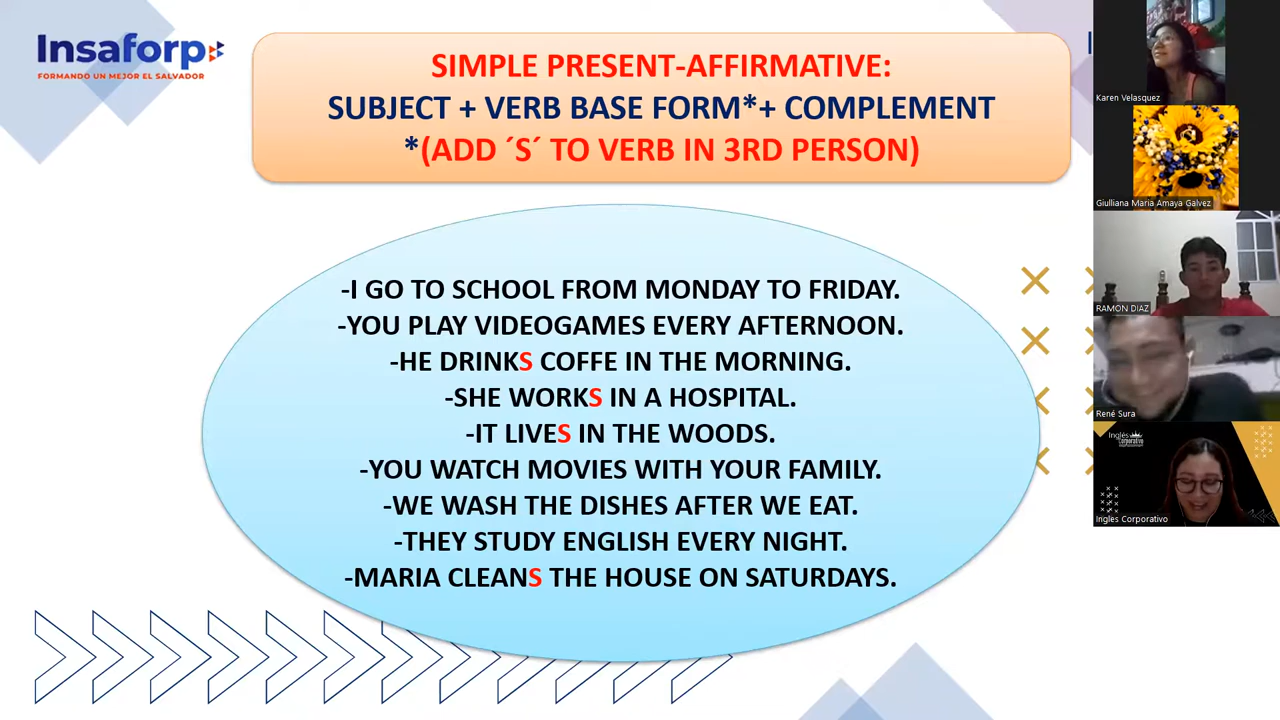 Insaforp
FORMANDO UN MEJOR EL SALVADOR
SIMPLE PRESENT-AFFIRMATIVE:
SUBJECT + VERB BASE FORM*+ COMPLEMENT
*(ADD ´S´ TO VERB IN 3RD PERSON)
-I GO TO SCHOOL FROM MONDAY TO FRIDAY.
-YOU PLAY VIDEOGAMES EVERY AFTERNOON.
-HE DRINKS COFFE IN THE MORNING.
-SHE WORKS IN A HOSPITAL.
-IT LIVES IN THE WOODS.
-YOU WATCH MOVIES WITH YOUR FAMILY.
-WE WASH THE DISHES AFTER WE EAT.
-THEY STUDY ENGLISH EVERY NIGHT.
-MARIA CLEANS THE HOUSE ON SATURDAYS.
Karen Velasquez
Giulliana Maria Amaya Galvez
RAMON DIAZ
René Sura
Inglés
Corporativo
Ingles Corporativo